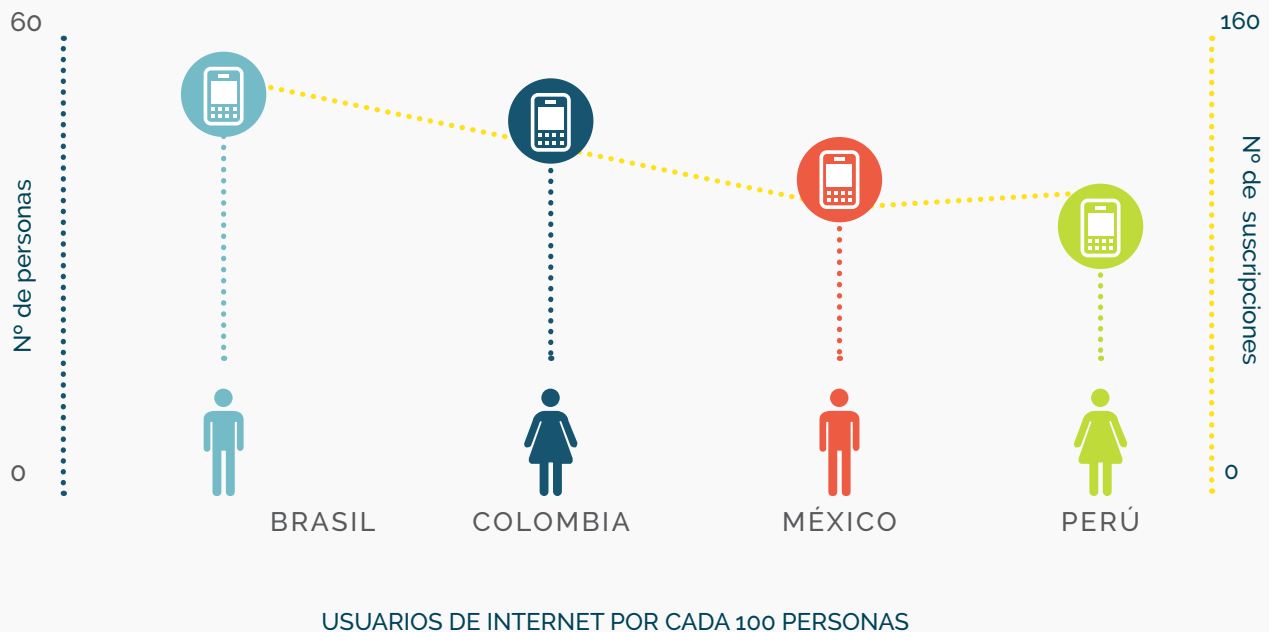 60
160
Nº de personas
Nº de suscripciones
0
0
BRASIL
COLOMBIA
MÉXICO
PERÚ
USUARIOS DE INTERNET POR CADA 100 PERSONAS